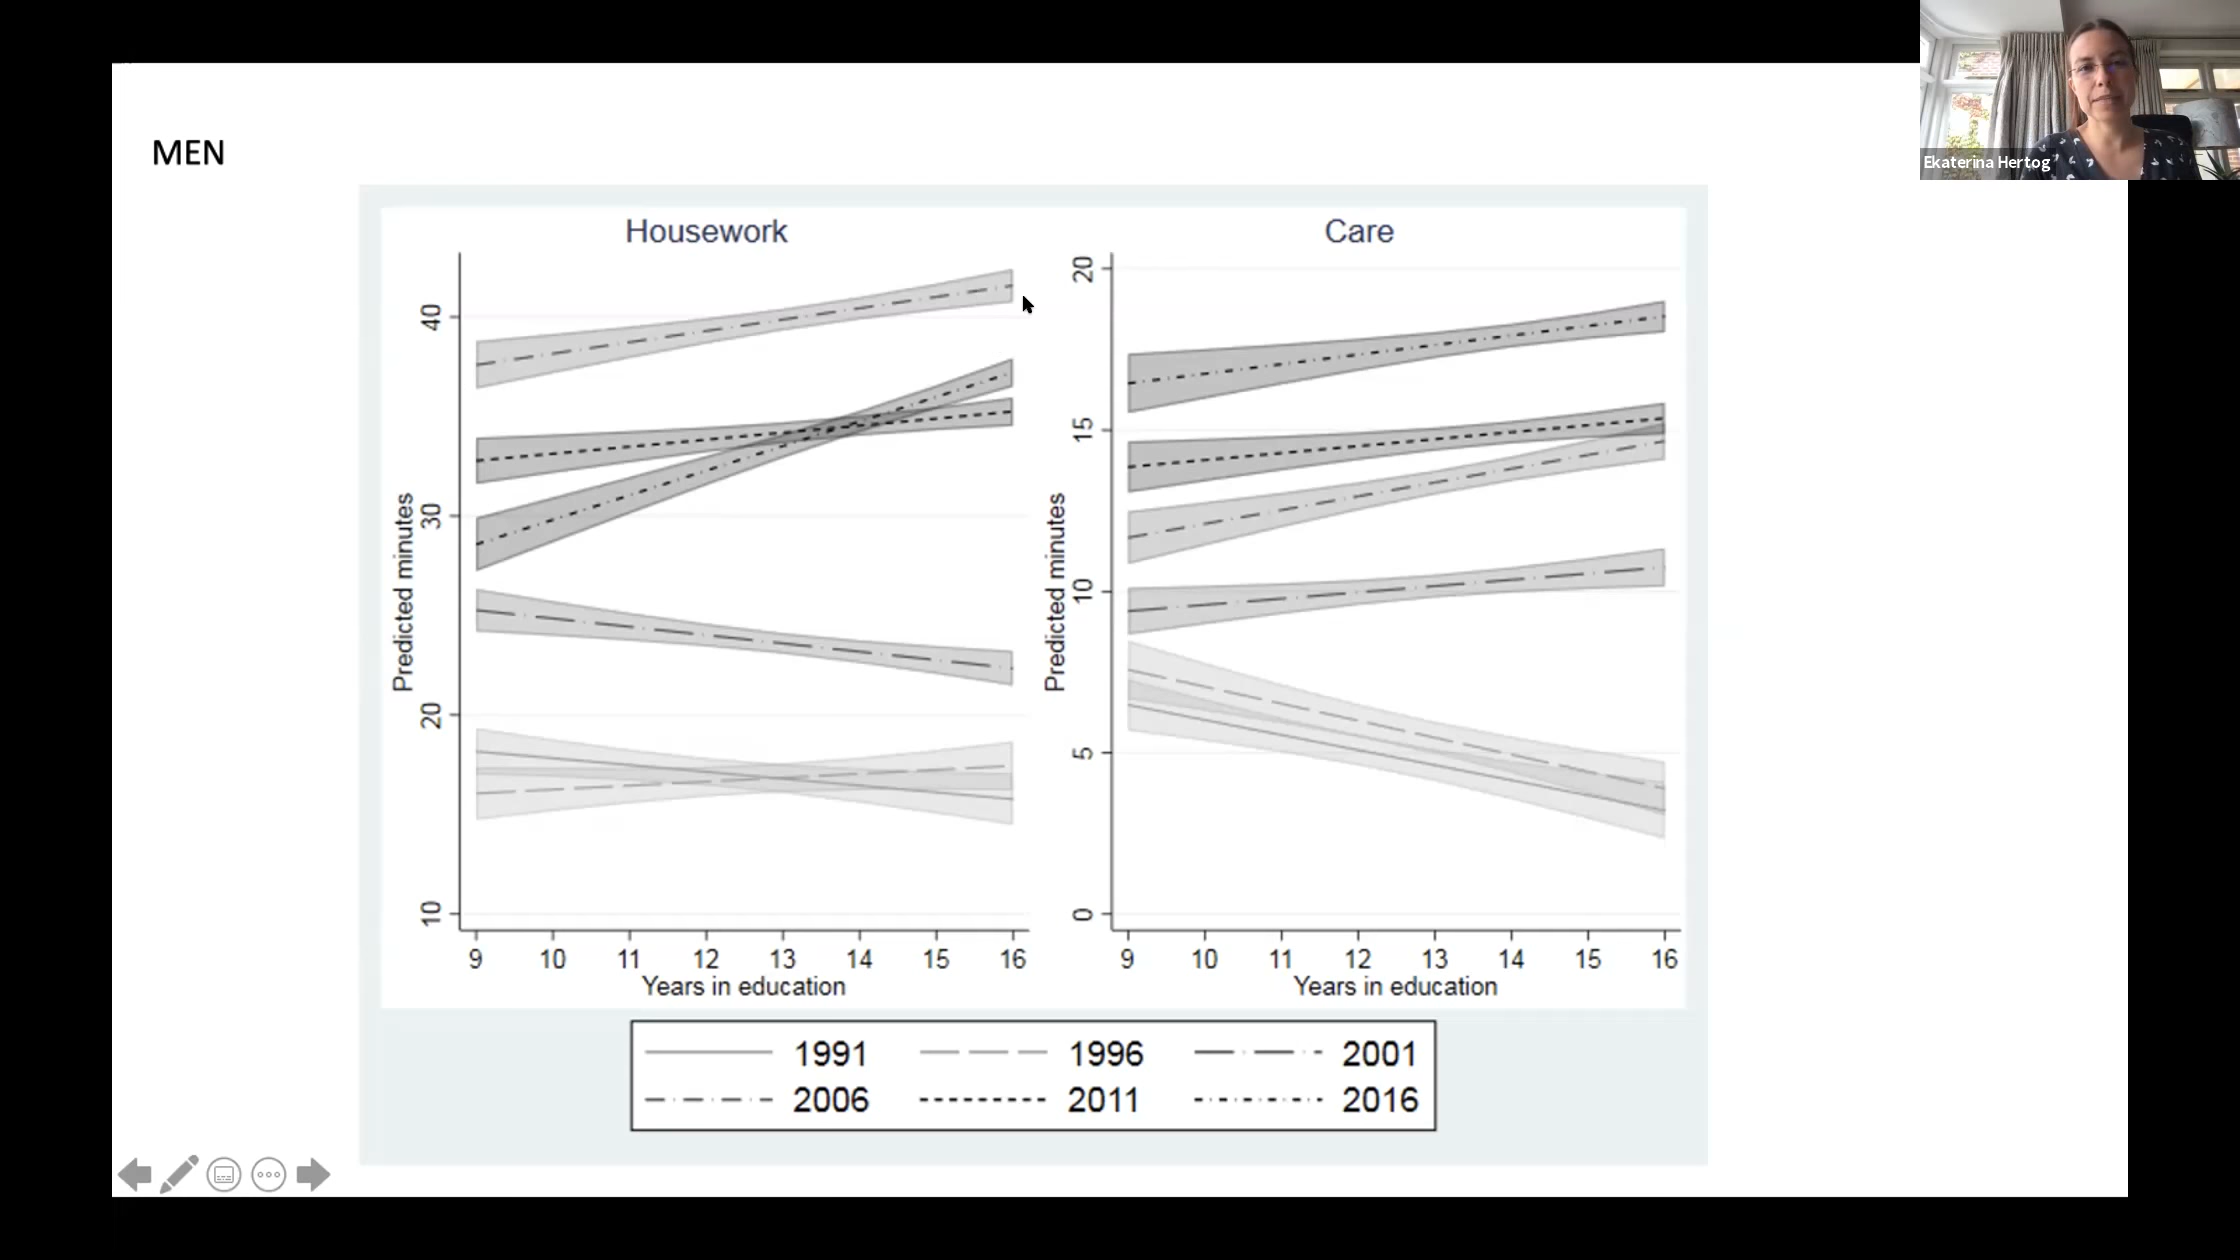 Ekaterina Hertog
MEN
Housework
Care
Predicted minutes
40
30
20
10
9 10 11 12 13 14 15 16
Years in education
Predicted minutes
20
15
10
5
0
9 10 11 12 13 14 15 16
Years in education
1991 1996 2001
2006 2011 2016